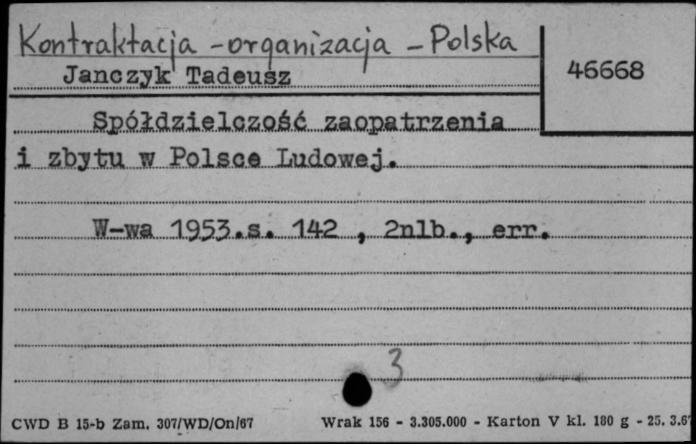 Kontraktacja - organizacja - Polska
Janczyk Tadeusz
46668
Spółdzielczość zaopatrzenia
i zbytu w Polsce Ludowej.
W-wa 1953.s. 142 , 2nlb., err.
3
CWD B 15-b Zam. 307/WD/On/67 Wrak 156 - 3.305.000 - Karton V kl. 180 g - 25. 3.67